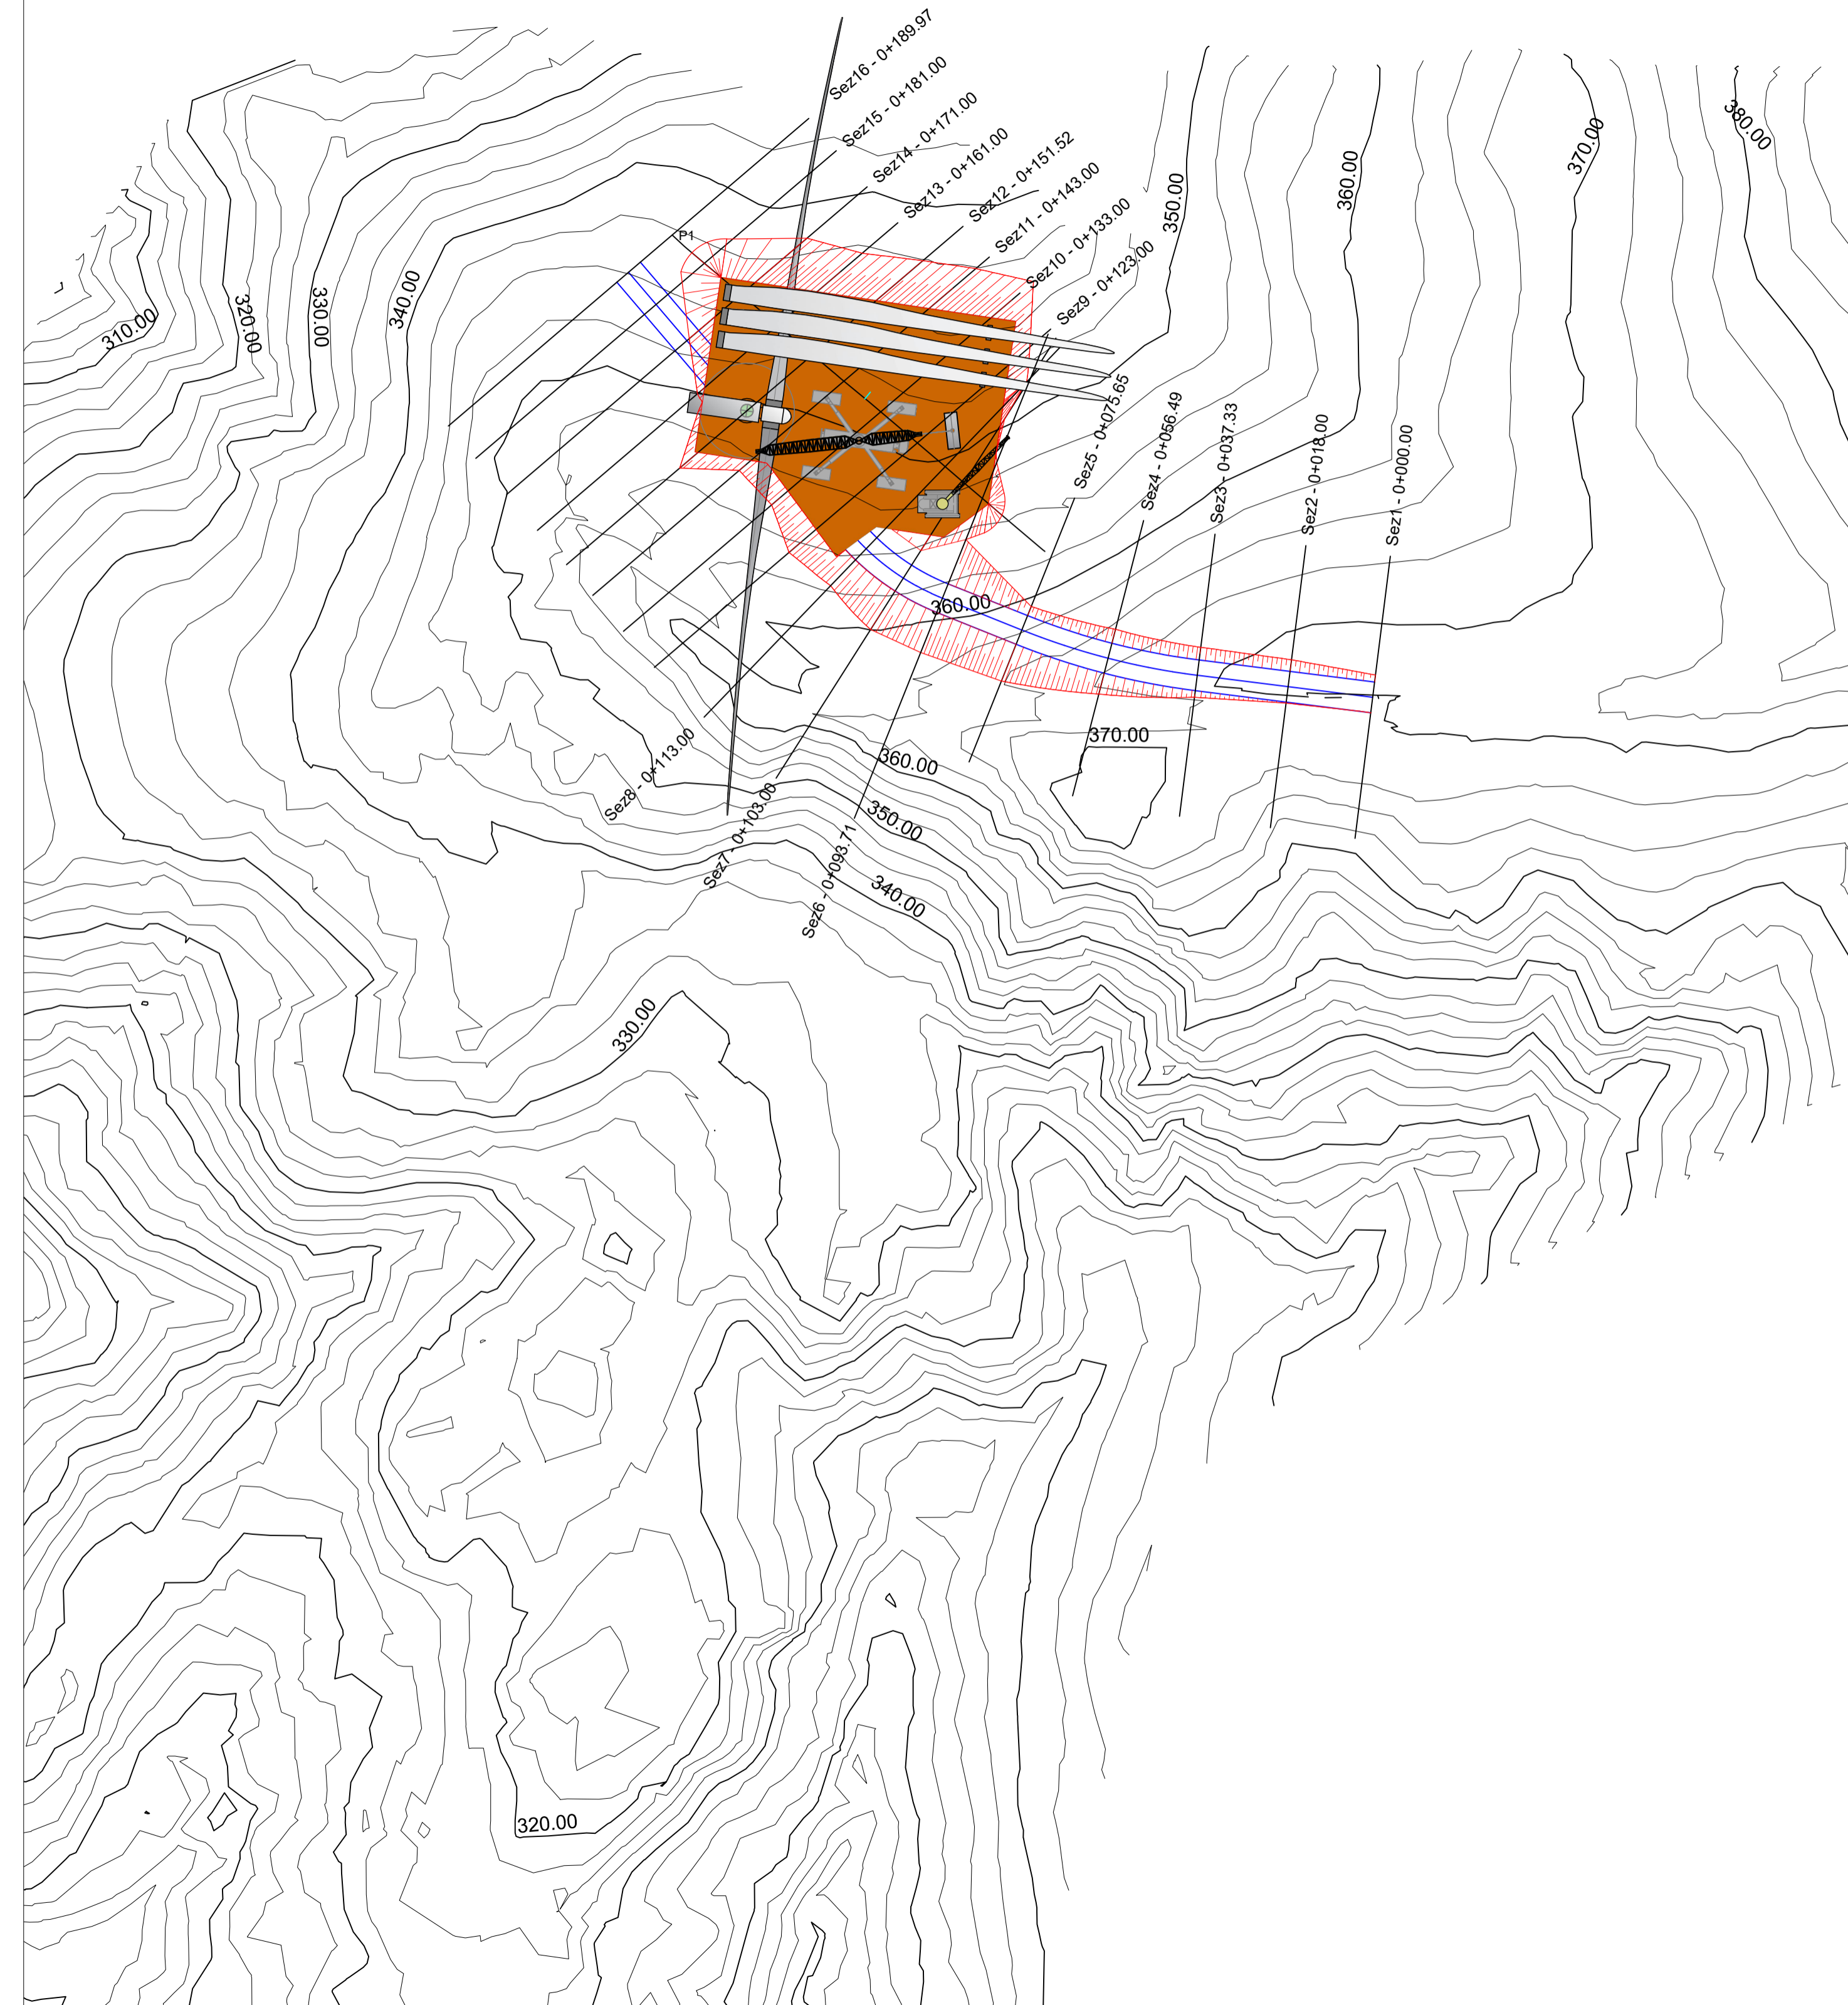 Sez16 - 0+189.97
Sez15 - 0+181.00
Sez14 - 0+171.00
Sez13 - 0+161.00
Sez12 - 0+151.52
Sez11 - 0+143.00
Sez10 - 0+133.00
Sez9 - 0+123.00
380.00
370.00
360.00
350.00
P1
340.00
330.00
320.00
310.00
Sez5 - 0+075.65
Sez4 - 0+056.49
Sez3 - 0+037.33
Sez2 - 0+018.00
Sez1 - 0+000.00
360.00
370.00
360.00
Sez8 - 0+113.00
Sez7 - 0+103.00
350.00
Sez6 - 0+093.71
340.00
330.00
320.00